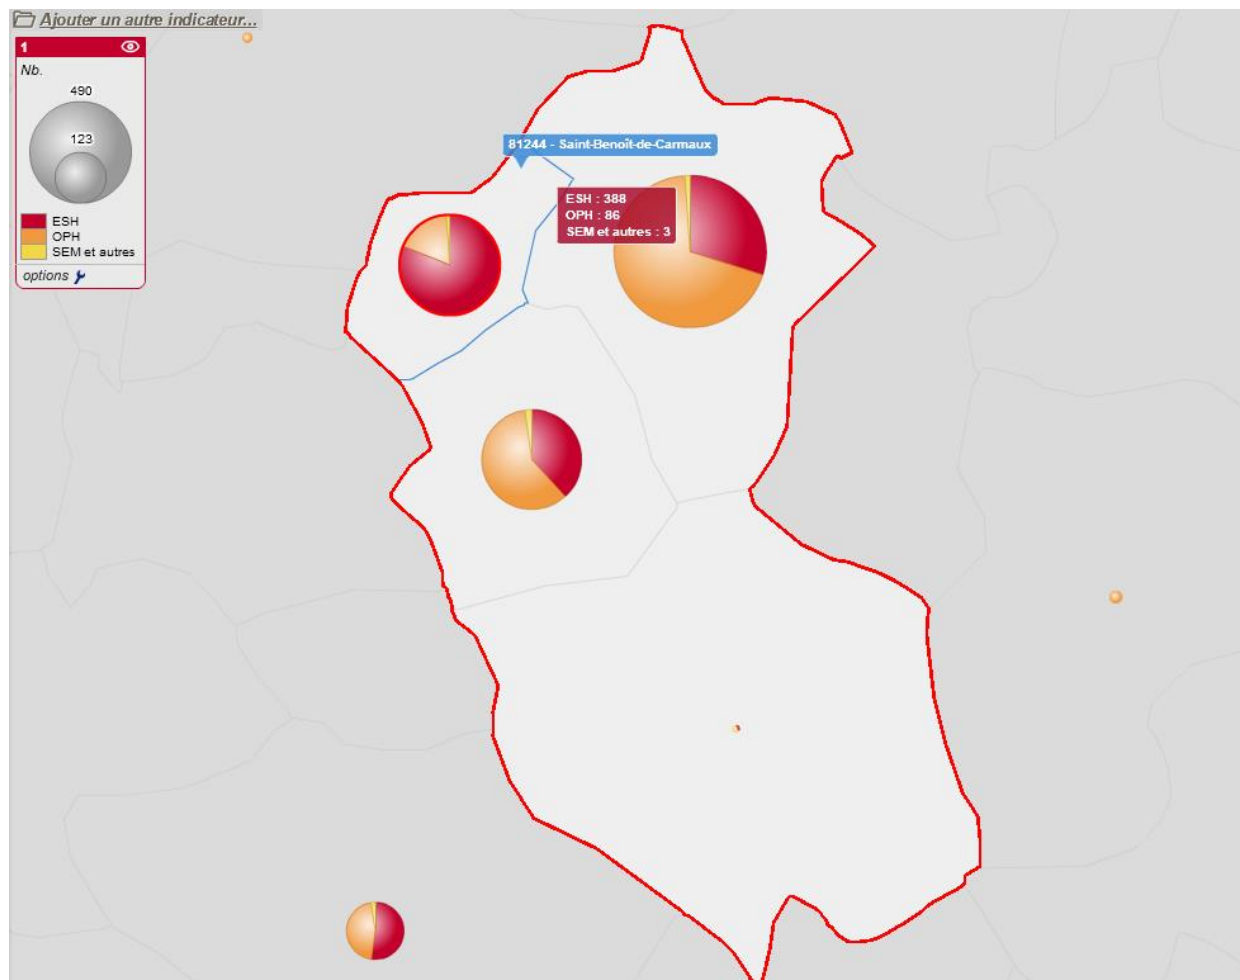 Ajouter un autre indicateur...
1
Nb.
490
123
ESH
OPH
SEM et autres
options
81244 - Saint-Benoît-de-Carmaux
ESH : 388
OPH : 86
SEM et autres : 3